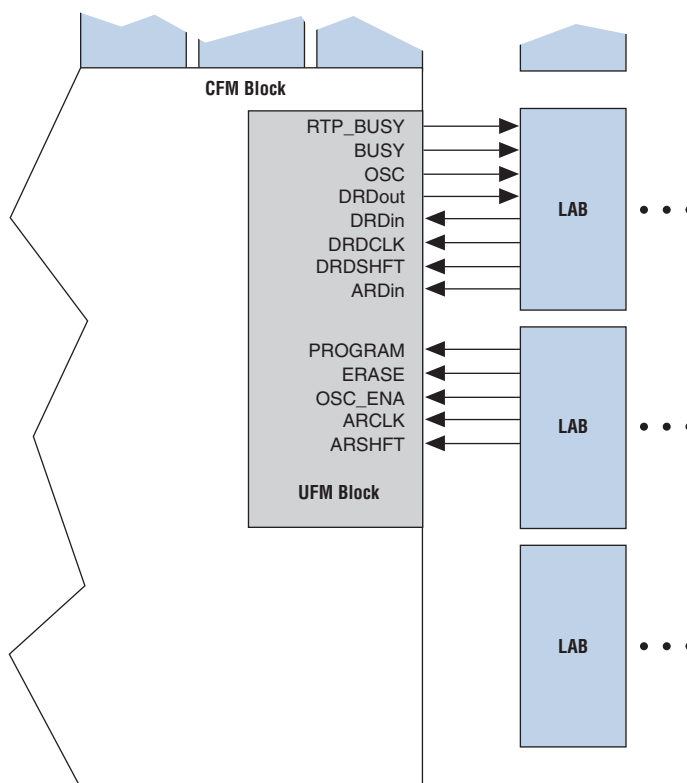 CFM Block
RTP_BUSY
BUSY
OSC
DRDout
DRDin
DRDCLK
DRDSHFT
ARDin
LAB
PROGRAM
ERASE
OSC_ENA
ARCLK
ARSHFT
LAB
UFM Block
LAB